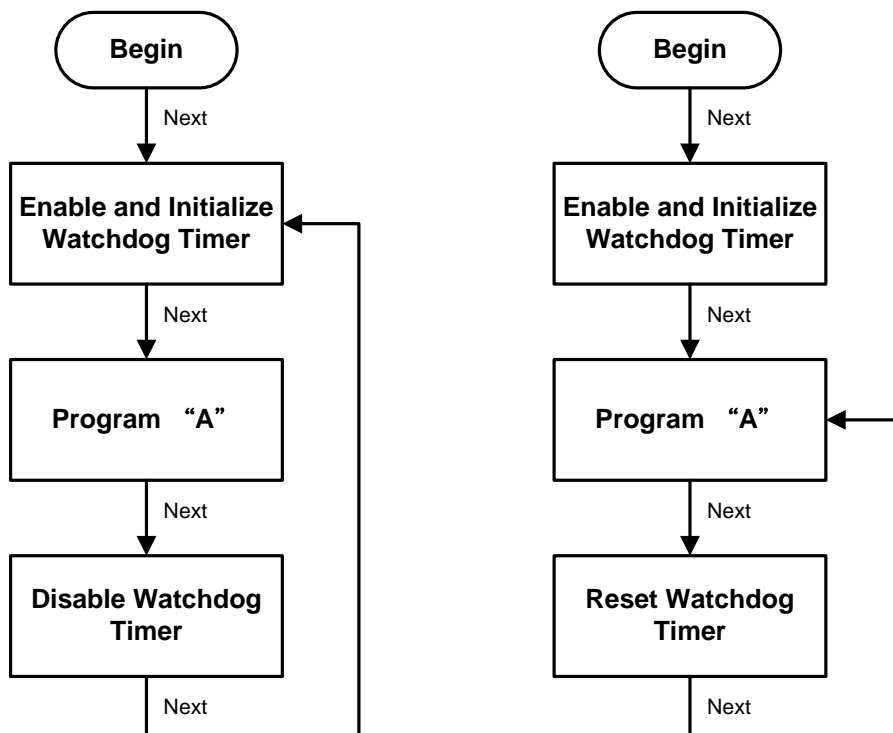 Begin
Next
Enable and Initialize
Watchdog Timer
Next
Program “A”
Next
Disable Watchdog
Timer
Next
Begin
Next
Enable and Initialize
Watchdog Timer
Next
Program “A”
Next
Reset Watchdog
Timer
Next